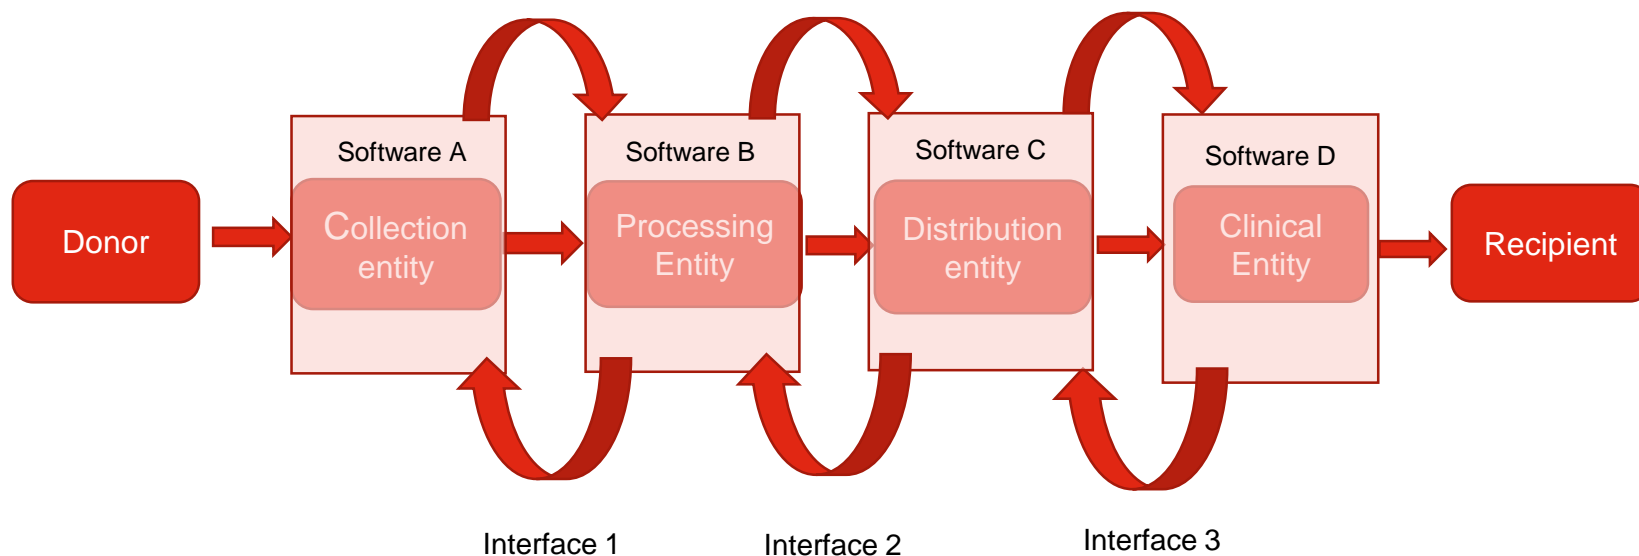 Donor
Software A
Collection
entity
Software B
Processing
Entity
Software C
Distribution
entity
Software D
Clinical
Entity
Recipient
Interface 1
Interface 2
Interface 3